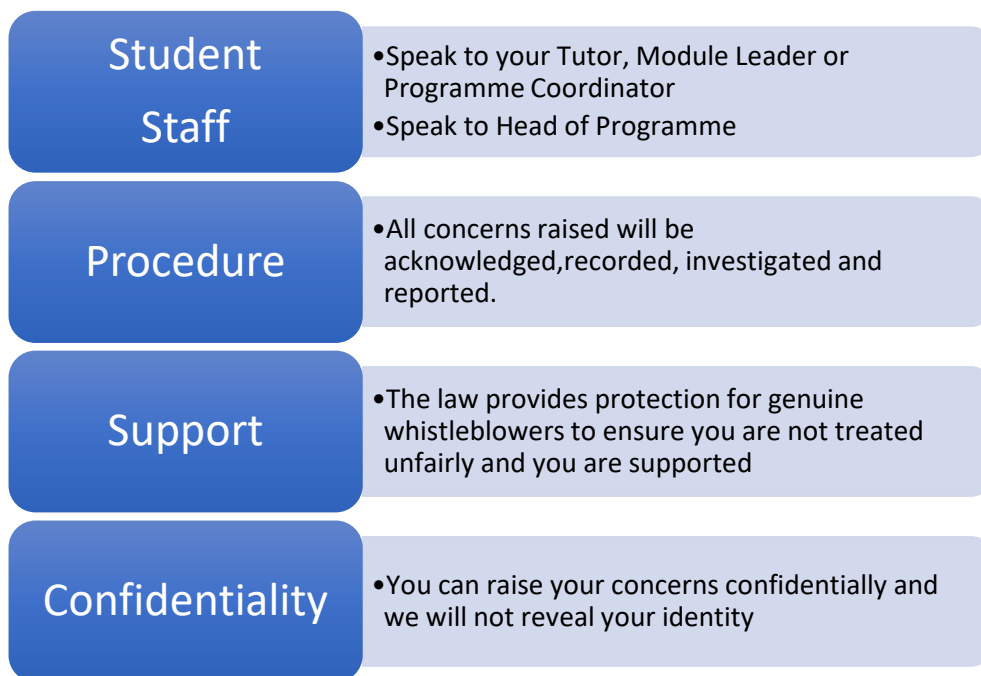 Student
Staff
•Speak to your Tutor, Module Leader or
Programme Coordinator
•Speak to Head of Programme
Procedure
•All concerns raised will be
acknowledged,recorded, investigated and
reported.
Support
•The law provides protection for genuine
whistleblowers to ensure you are not treated
unfairly and you are supported
Confidentiality
•You can raise your concerns confidentially and
we will not reveal your identity